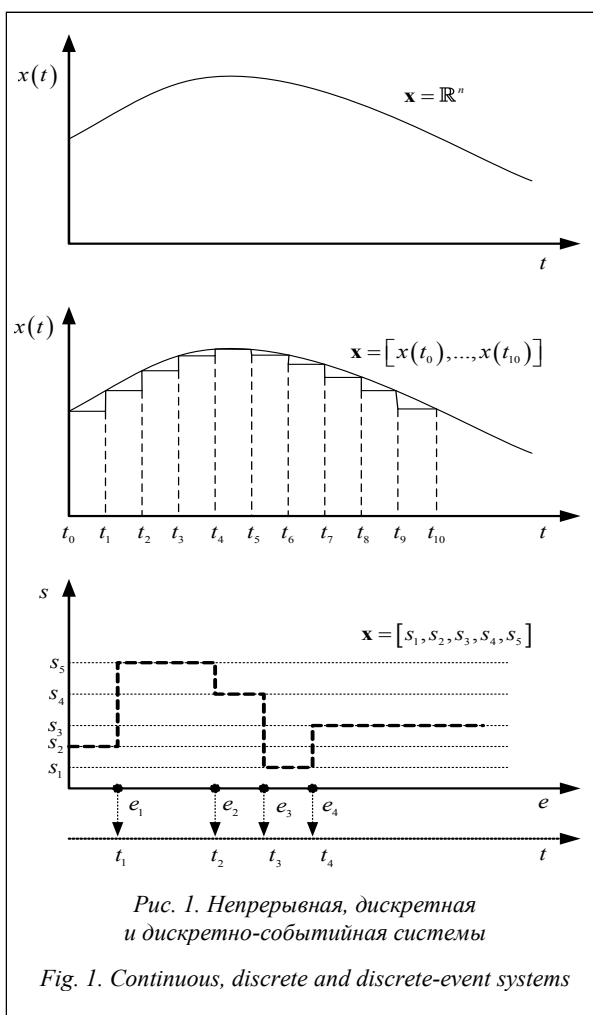 x(t)
𝐱 = ℝⁿ
t
x(t)
𝐱 = [x(t₀),...,x(t₁₀)]
t₀ t₁ t₂ t₃ t₄ t₅ t₆ t₇ t₈ t₉ t₁₀ t
s
𝐱 = [s₁, s₂, s₃, s₄, s₅]
s₅
s₄
s₃
s₂
s₁
e₁ e₂ e₃ e₄ e
t₁ t₂ t₃ t₄ t
Рис. 1. Непрерывная, дискретная
и дискретно-событийная системы
Fig. 1. Continuous, discrete and discrete-event systems